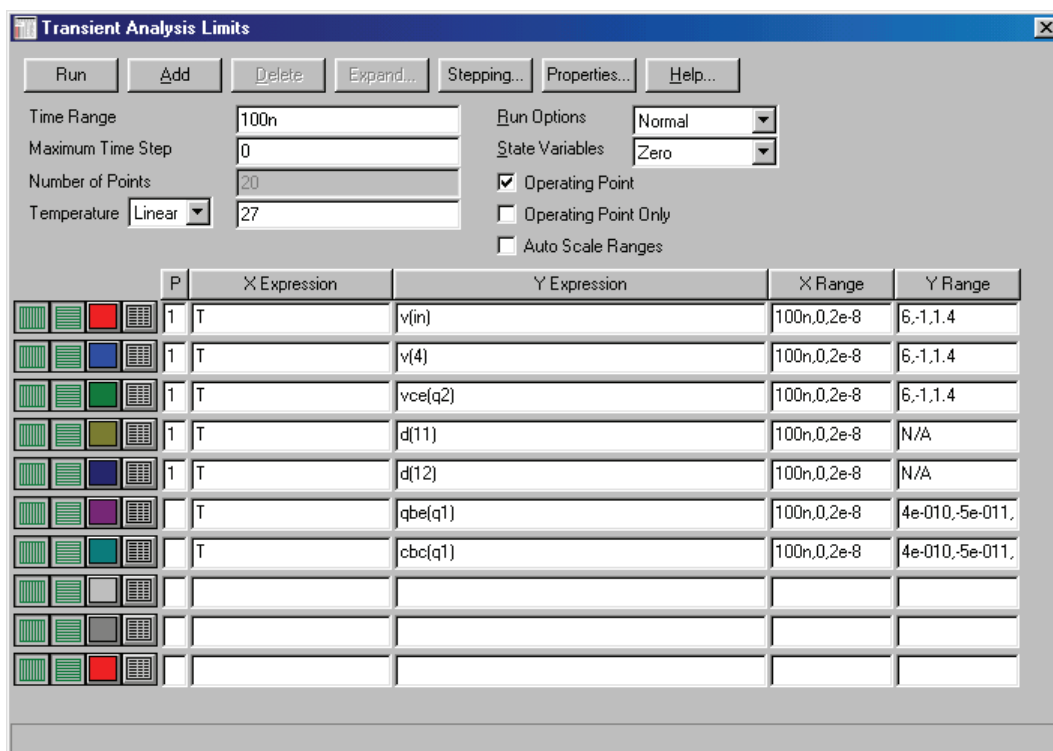 Transient Analysis Limits
Run Add Delete Expand... Stepping... Properties... Help...
Time Range 100n Run Options Normal
Maximum Time Step 0 State Variables Zero
Number of Points 20 Operating Point
Temperature Linear 27 Operating Point Only
Auto Scale Ranges
P X Expression Y Expression X Range Y Range
1 T v(in) 100n,0,2e-8 6,-1,1.4
1 T v(4) 100n,0,2e-8 6,-1,1.4
1 T vce(q2) 100n,0,2e-8 6,-1,1.4
1 T d(11) 100n,0,2e-8 N/A
1 T d(12) 100n,0,2e-8 N/A
T qbe(q1) 100n,0,2e-8 4e-010,-5e-011,
T cbc(q1) 100n,0,2e-8 4e-010,-5e-011,